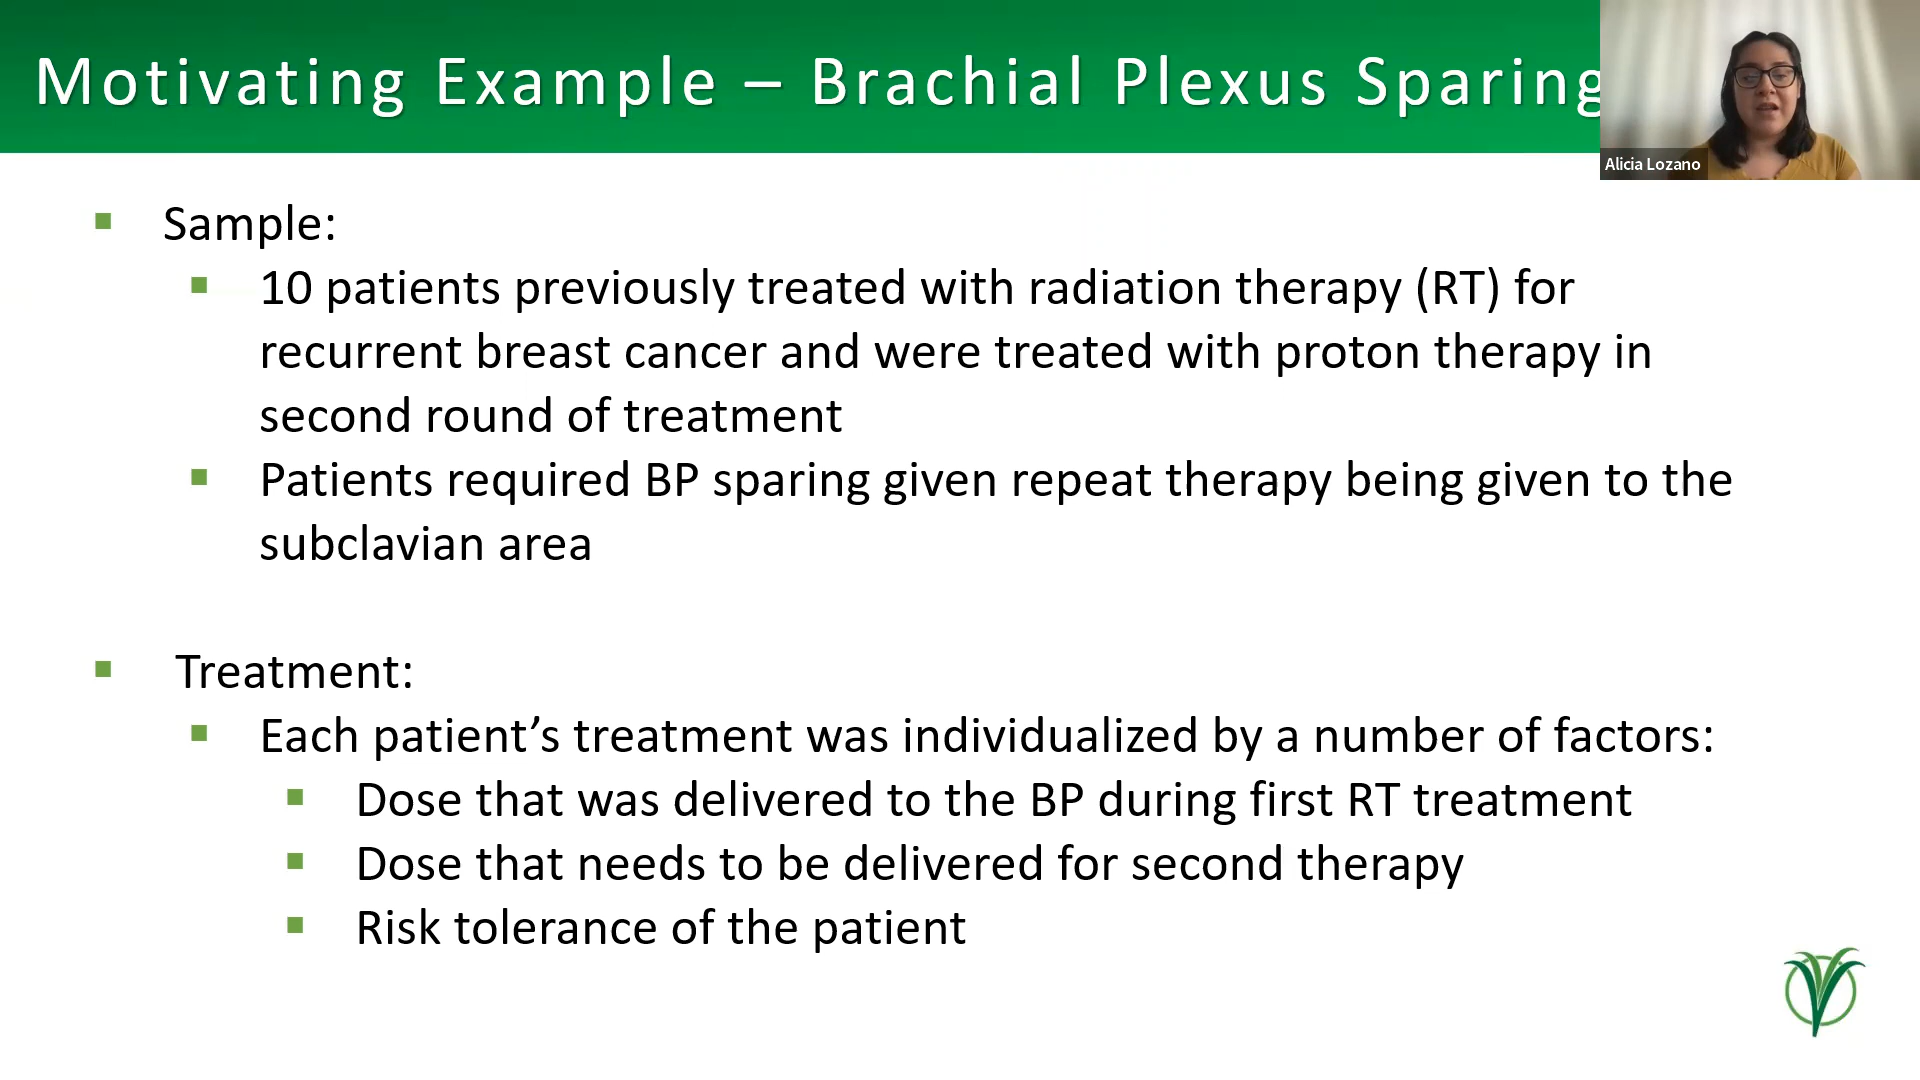 Motivating Example – Brachial Plexus Sparing
Alicia Lozano
Sample:
10 patients previously treated with radiation therapy (RT) for
recurrent breast cancer and were treated with proton therapy in
second round of treatment
Patients required BP sparing given repeat therapy being given to the
subclavian area
Treatment:
Each patient’s treatment was individualized by a number of factors:
Dose that was delivered to the BP during first RT treatment
Dose that needs to be delivered for second therapy
Risk tolerance of the patient